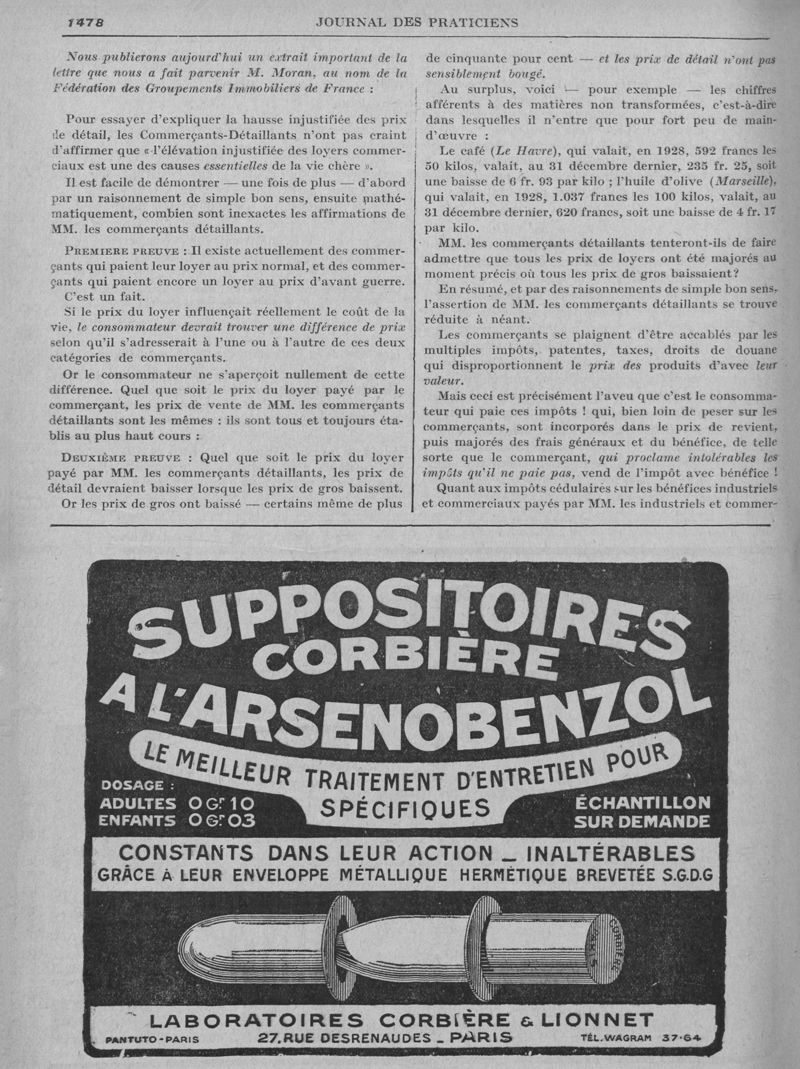 1478
JOURNAL DES PRATICIENS
Nous publierons aujourd'hui un extrait important de la
lettre que nous a fait parvenir M. Moran, au nom de la
Fédération des Groupements Immobiliers de France :
Pour essayer d'expliquer la hausse injustifiée des prix
de détail, les Commerçants-Détaillants n'ont pas craint
d'affirmer que « l'élévation injustifiée des loyers commer-
ciaux est une des causes essentielles de la vie chère ».
Il est facile de démontrer — une fois de plus — d'abord
par un raisonnement de simple bon sens, ensuite mathé-
matiquement, combien sont inexactes les affirmations de
MM. les commerçants détaillants.
PREMIERE PREUVE : Il existe actuellement des commer-
çants qui paient leur loyer au prix normal, et des commer-
çants qui paient encore un loyer au prix d'avant guerre.
C'est un fait.
Si le prix du loyer influençait réellement le coût de la
vie, le consommateur devrait trouver une différence de prix
selon qu'il s'adresserait à l'une ou à l'autre de ces deux
catégories de commerçants.
Or le consommateur ne s'aperçoit nullement de cette
différence. Quel que soit le prix du loyer payé par le
commerçant, les prix de vente de MM. les commerçants
détaillants sont les mêmes : ils sont tous et toujours éta-
blis au plus haut cours :
DEUXIÈME PREUVE : Quel que soit le prix du loyer
payé par MM. les commerçants détaillants, les prix de
détail devraient baisser lorsque les prix de gros baissent.
Or les prix de gros ont baissé — certains même de plus
de cinquante pour cent — et les prix de détail n'ont pas
sensiblement bougé.
Au surplus, voici — pour exemple — les chiffres
afférents à des matières non transformées, c'est-à-dire
dans lesquelles il n'entre que pour fort peu de main-
d'œuvre :
Le café (Le Havre), qui valait, en 1928, 592 francs les
50 kilos, valait, au 31 décembre dernier, 235 fr. 25, soit
une baisse de 6 fr. 93 par kilo ; l'huile d'olive (Marseille),
qui valait, en 1928, 1.037 francs les 100 kilos, valait, au
31 décembre dernier, 620 francs, soit une baisse de 4 fr. 17
par kilo.
MM. les commerçants détaillants tenteront-ils de faire
admettre que tous les prix de loyers ont été majorés au
moment précis où tous les prix de gros baissaient?
En résumé, et par des raisonnements de simple bon sens,
l'assertion de MM. les commerçants détaillants se trouve
réduite à néant.
Les commerçants se plaignent d'être accablés par les
multiples impôts, patentes, taxes, droits de douane
qui disproportionnent le prix des produits d'avec leur
valeur.
Mais ceci est précisément l'aveu que c'est le consomma-
teur qui paie ces impôts ! qui, bien loin de peser sur les
commerçants, sont incorporés dans le prix de revient,
puis majorés des frais généraux et du bénéfice, de telle
sorte que le commerçant, qui proclame intolérables les
impôts qu'il ne paie pas, vend de l'impôt avec bénéfice !
Quant aux impôts cédulaires sur les bénéfices industriels
et commerciaux payés par MM. les industriels et commer-
SUPPOSITOIRES
CORBIÈRE
A L'ARSENOBENZOL
LE MEILLEUR TRAITEMENT D'ENTRETIEN POUR
SPÉCIFIQUES
DOSAGE :
ADULTES 0Gr10
ENFANTS 0Gr03
ÉCHANTILLON
SUR DEMANDE
CONSTANTS DANS LEUR ACTION _ INALTÉRABLES
GRÂCE À LEUR ENVELOPPE MÉTALLIQUE HERMÉTIQUE BREVETÉE S.G.D.G
CORBIÈRE
LABORATOIRES CORBIÈRE & LIONNET
PANTUTO-PARIS
27, RUE DESRENAUDES _ PARIS
TÉL. WAGRAM 37-64